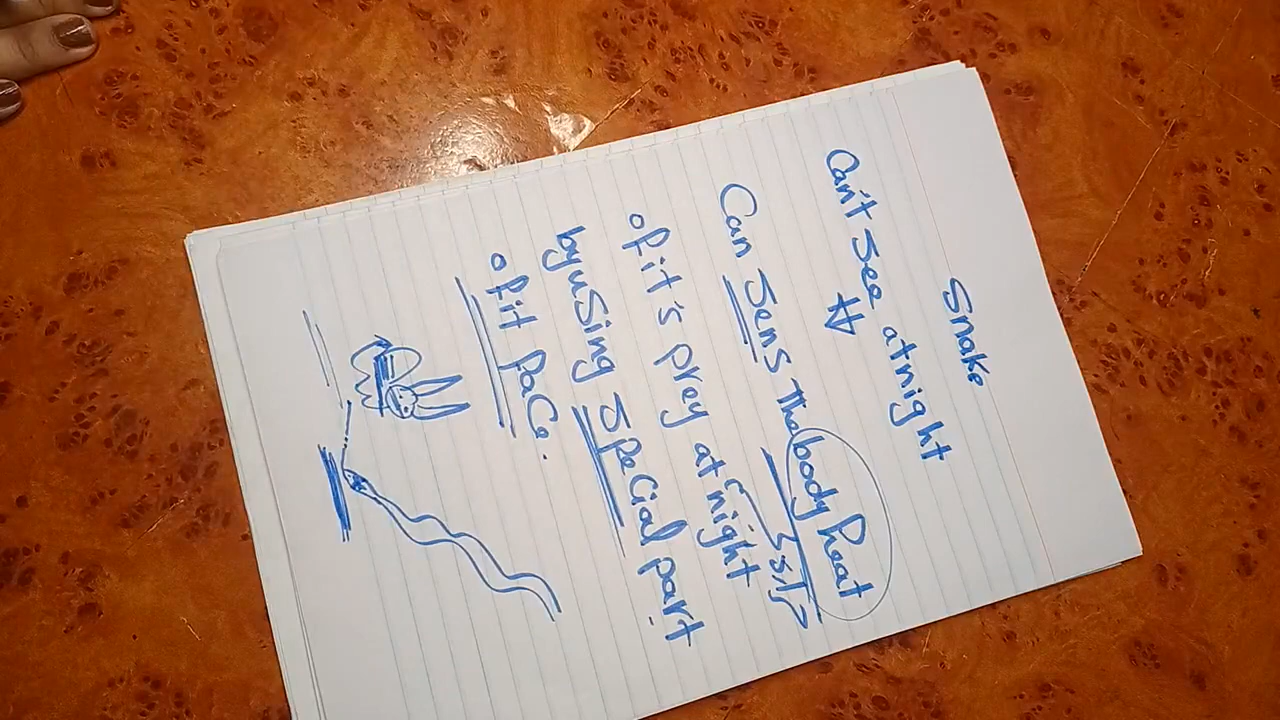 Snake
Can't see at night
Can Sens The body heat
of it's prey at night
by uSing SPecial part
of it PaCe.